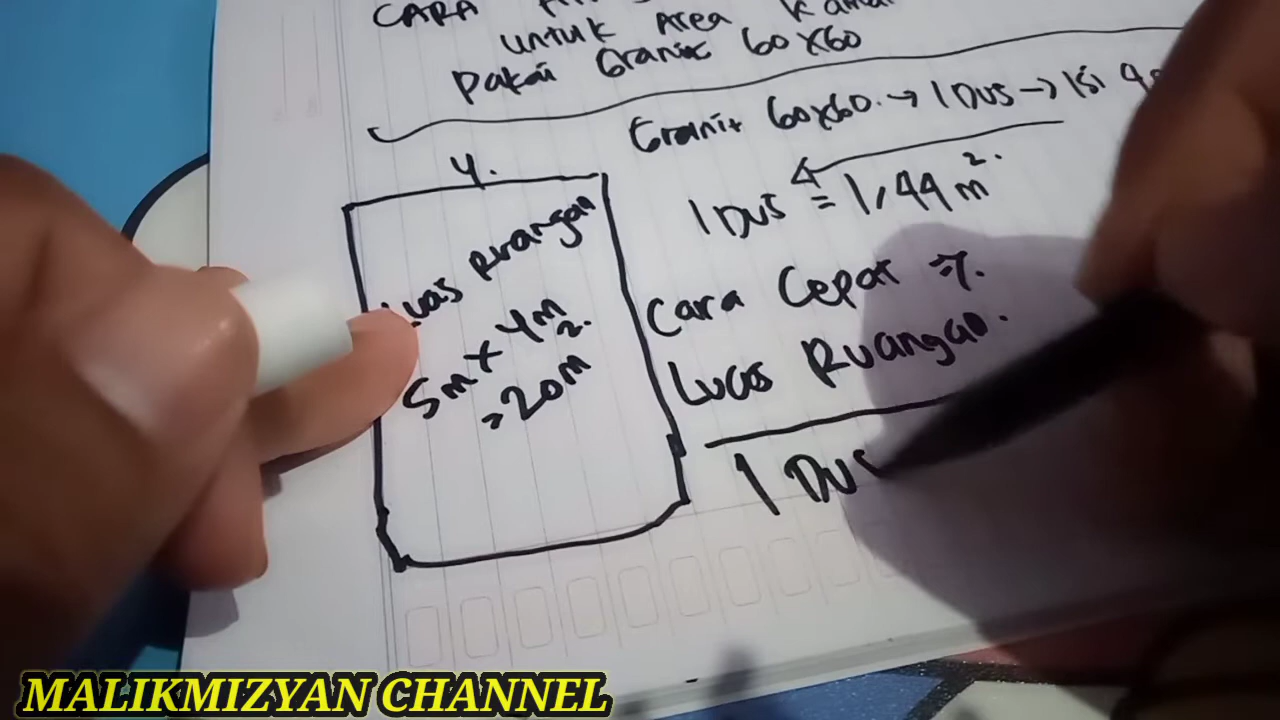 CARA
untuk Area Kamar
Pakai Granit 60x60
Granit 60x60. → 1 DUS → ISi
1 DUS = 1,44 m2.
4.
Luas Ruangan
5m x 4m
= 20m2.
Cara Cepat :
Luas Ruangan.
1 DUS
MALIKMIZYAN CHANNEL